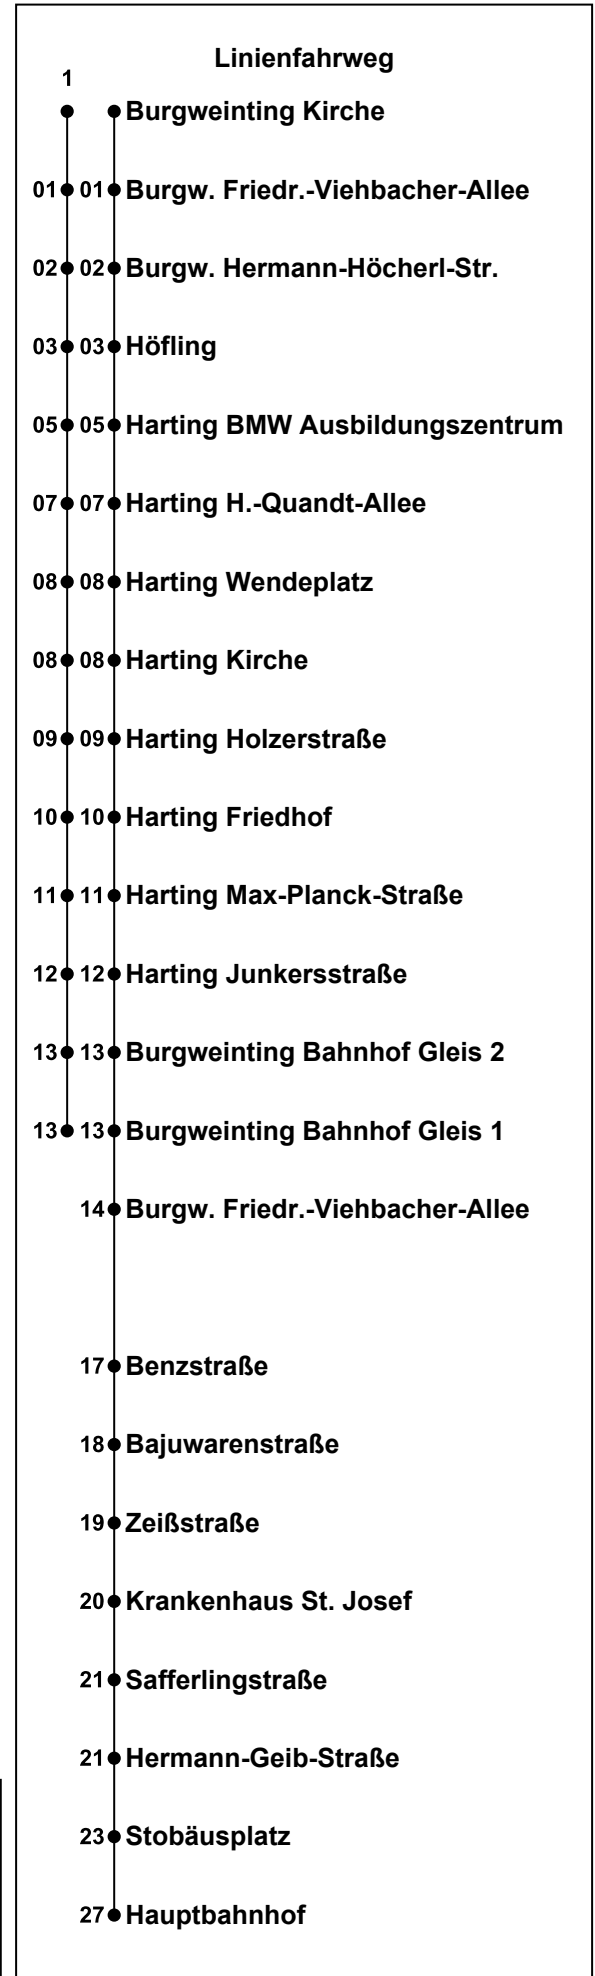 Linienfahrweg
1
Burgweinting Kirche
01 01 Burgw. Friedr.-Viehbacher-Allee
02 02 Burgw. Hermann-Höcherl-Str.
03 03 Höfling
05 05 Harting BMW Ausbildungszentrum
07 07 Harting H.-Quandt-Allee
08 08 Harting Wendeplatz
08 08 Harting Kirche
09 09 Harting Holzerstraße
10 10 Harting Friedhof
11 11 Harting Max-Planck-Straße
12 12 Harting Junkersstraße
13 13 Burgweinting Bahnhof Gleis 2
13 13 Burgweinting Bahnhof Gleis 1
14 Burgw. Friedr.-Viehbacher-Allee
17 Benzstraße
18 Bajuwarenstraße
19 Zeißstraße
20 Krankenhaus St. Josef
21 Safferlingstraße
21 Hermann-Geib-Straße
23 Stobäusplatz
27 Hauptbahnhof